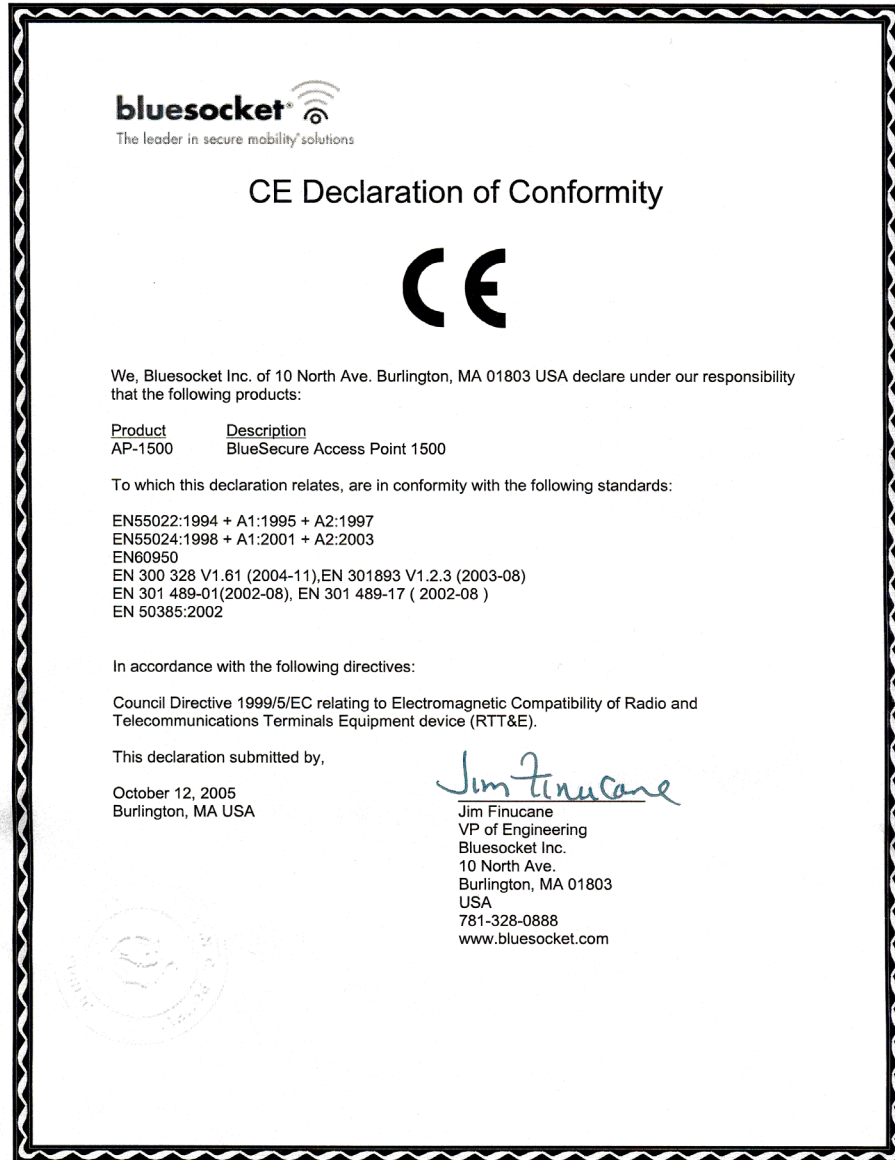 bluesocket®
The leader in secure mobility solutions
CE Declaration of Conformity
CE
We, Bluesocket Inc. of 10 North Ave. Burlington, MA 01803 USA declare under our responsibility
that the following products:
Product Description
AP-1500 BlueSecure Access Point 1500
To which this declaration relates, are in conformity with the following standards:
EN55022:1994 + A1:1995 + A2:1997
EN55024:1998 + A1:2001 + A2:2003
EN60950
EN 300 328 V1.61 (2004-11),EN 301893 V1.2.3 (2003-08)
EN 301 489-01(2002-08), EN 301 489-17 ( 2002-08 )
EN 50385:2002
In accordance with the following directives:
Council Directive 1999/5/EC relating to Electromagnetic Compatibility of Radio and
Telecommunications Terminals Equipment device (RTT&E).
This declaration submitted by,
October 12, 2005
Burlington, MA USA
Jim Finucane
Jim Finucane
VP of Engineering
Bluesocket Inc.
10 North Ave.
Burlington, MA 01803
USA
781-328-0888
www.bluesocket.com